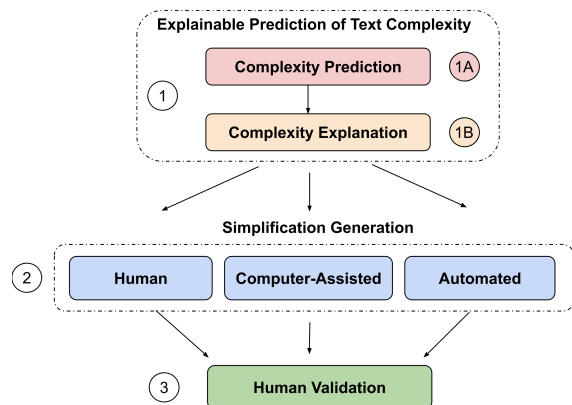 Explainable Prediction of Text Complexity
Complexity Prediction
1A
1
Complexity Explanation
1B
Simplification Generation
2
Human
Computer-Assisted
Automated
3
Human Validation